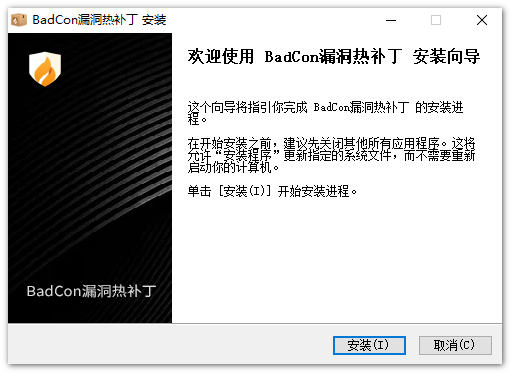 BadCon漏洞热补丁 安装
欢迎使用 BadCon漏洞热补丁 安装向导
这个向导将指引你完成 BadCon漏洞热补丁 的安装进
程。
在开始安装之前，建议先关闭其他所有应用程序。这将
允许“安装程序”更新指定的系统文件，而不需要重新
启动你的计算机。
单击 [安装(I)] 开始安装进程。
BadCon漏洞热补丁
安装(I)
取消(C)